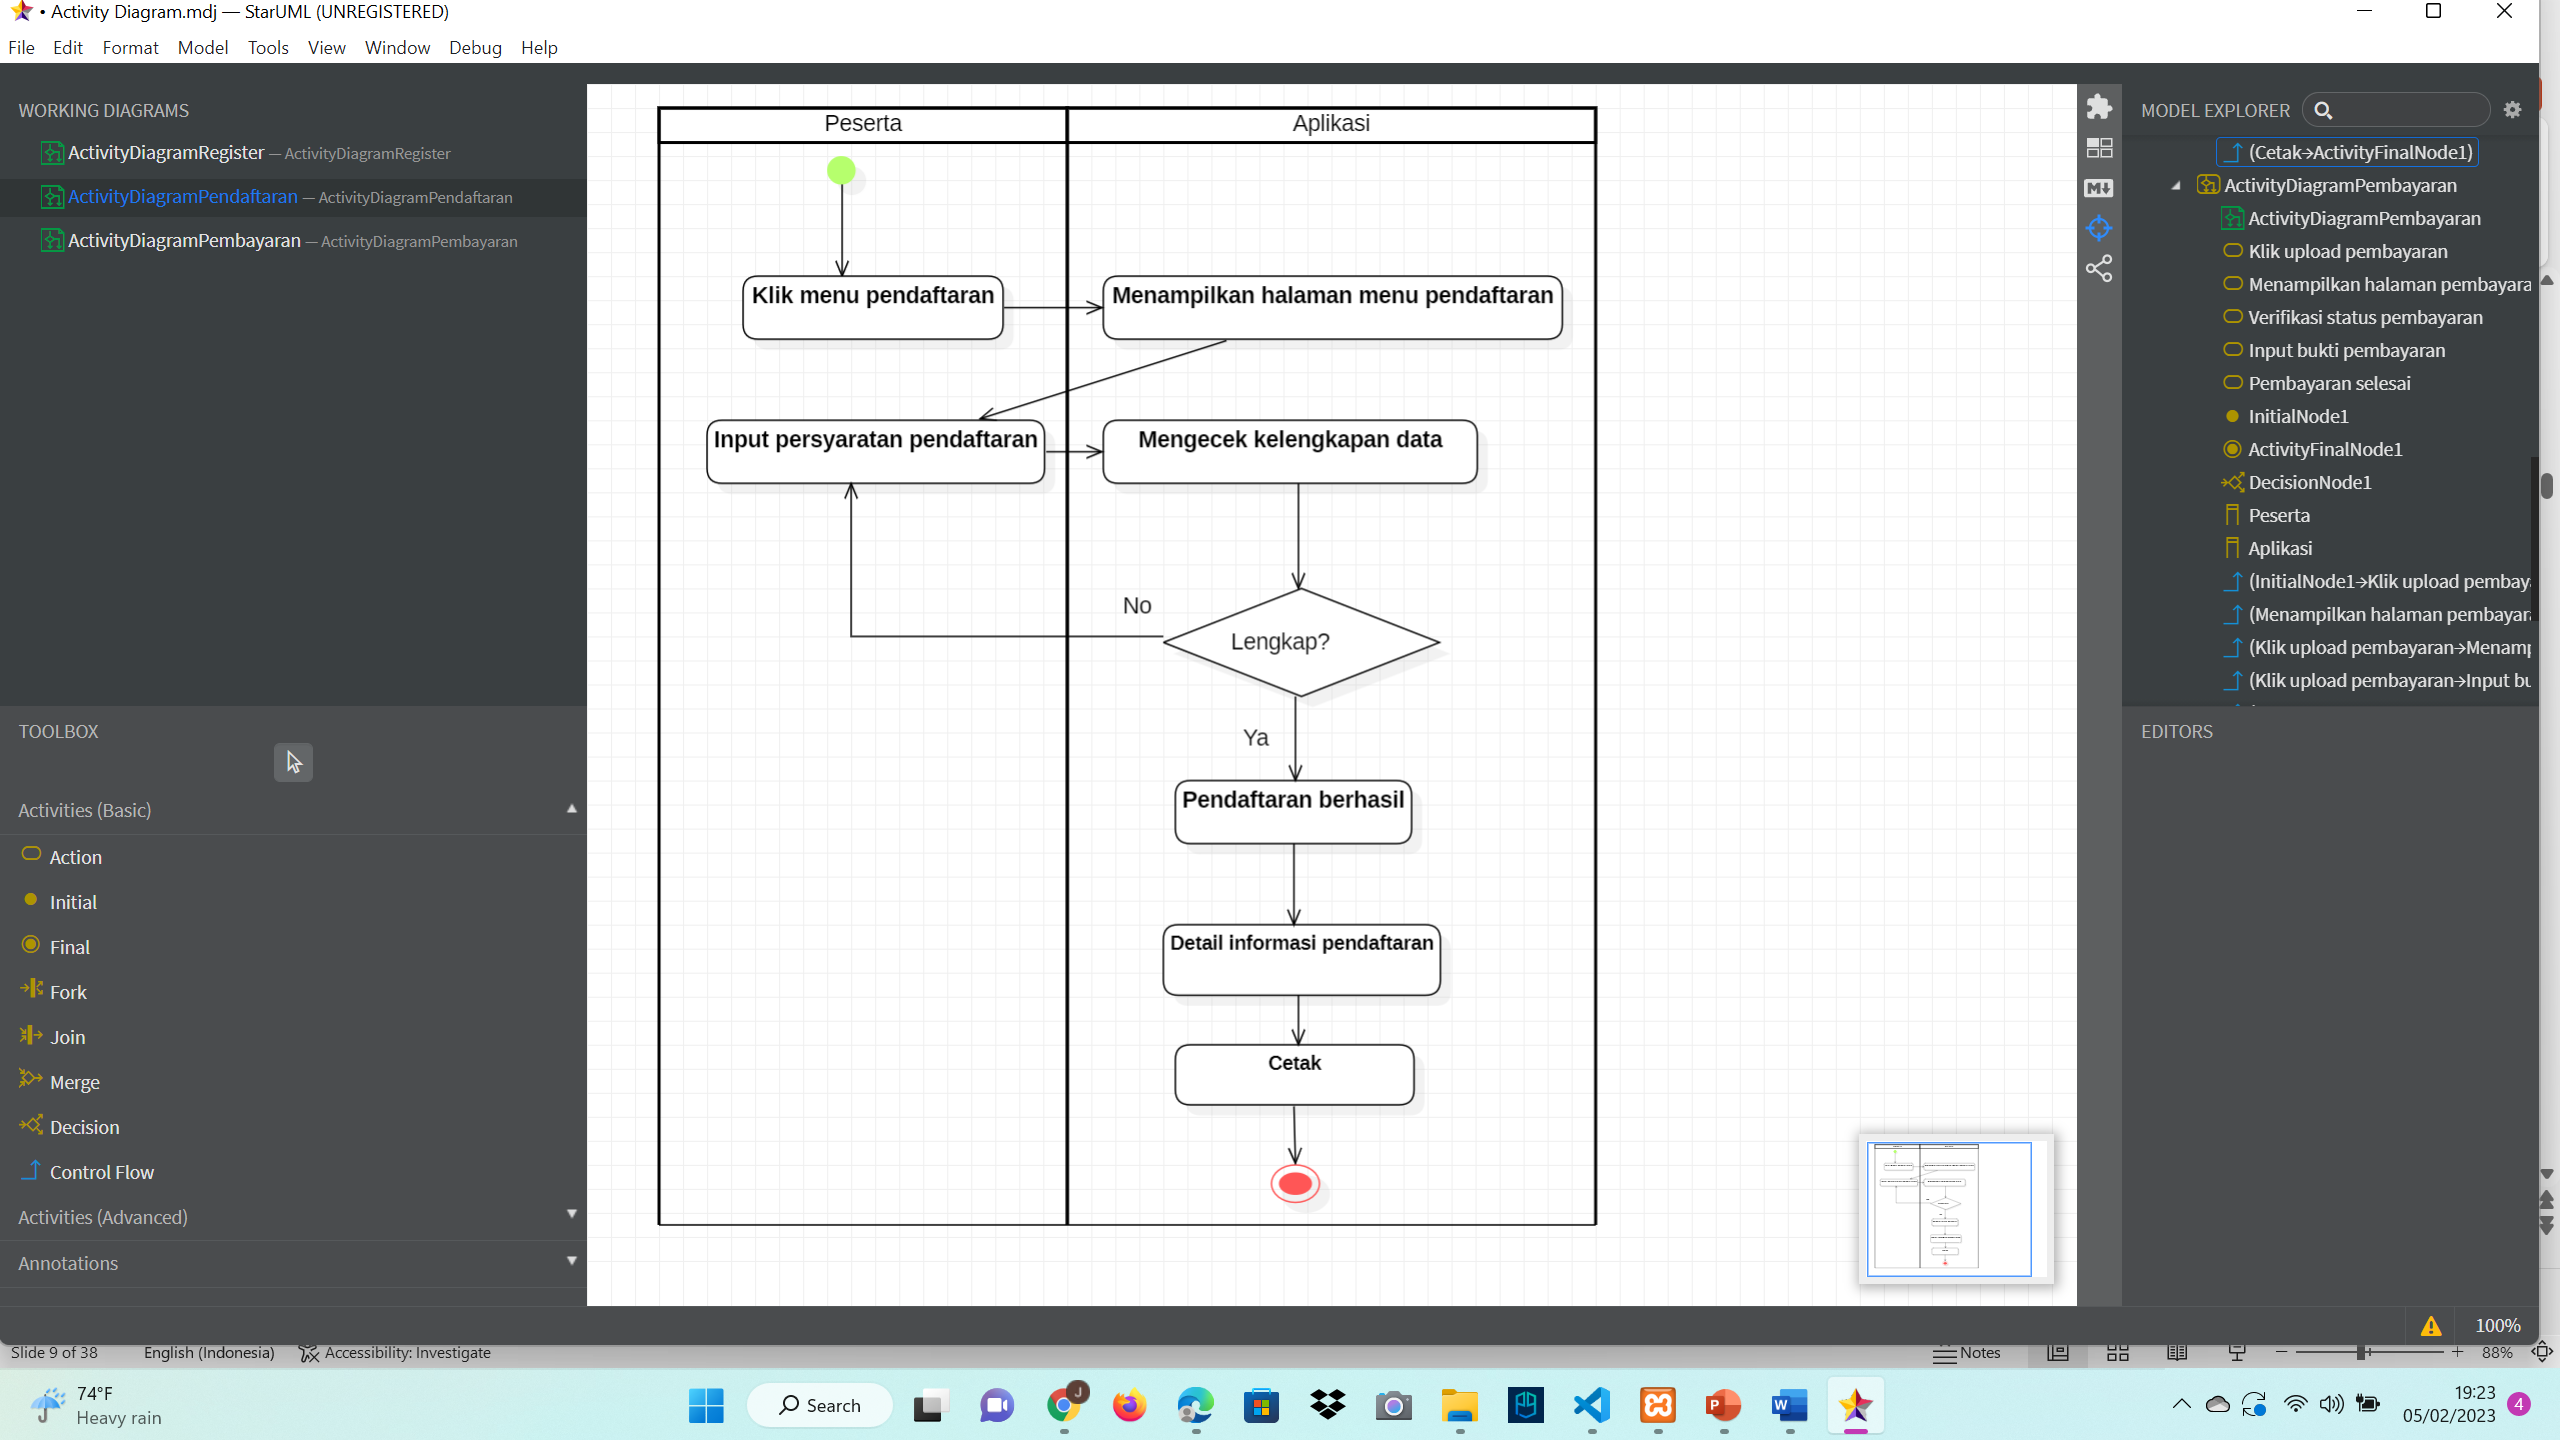 • Activity Diagram.mdj — StarUML (UNREGISTERED)
File Edit Format Model Tools View Window Debug Help
WORKING DIAGRAMS
ActivityDiagramRegister — ActivityDiagramRegister
ActivityDiagramPendaftaran — ActivityDiagramPendaftaran
ActivityDiagramPembayaran — ActivityDiagramPembayaran
TOOLBOX
Activities (Basic)
Action
Initial
Final
Fork
Join
Merge
Decision
Control Flow
Activities (Advanced)
Annotations
Peserta
Aplikasi
Klik menu pendaftaran
Menampilkan halaman menu pendaftaran
Input persyaratan pendaftaran
Mengecek kelengkapan data
No
Lengkap?
Ya
Pendaftaran berhasil
Detail informasi pendaftaran
Cetak
MODEL EXPLORER
(Cetak→ActivityFinalNode1)
ActivityDiagramPembayaran
ActivityDiagramPembayaran
Klik upload pembayaran
Menampilkan halaman pembayara
Verifikasi status pembayaran
Input bukti pembayaran
Pembayaran selesai
InitialNode1
ActivityFinalNode1
DecisionNode1
Peserta
Aplikasi
(InitialNode1→Klik upload pembay
(Menampilkan halaman pembayar
(Klik upload pembayaran→Menamp
(Klik upload pembayaran→Input bu
EDITORS
100%
Slide 9 of 38 English (Indonesia) Accessibility: Investigate Notes 88%
74°F
Heavy rain
Search
19:23
05/02/2023
4